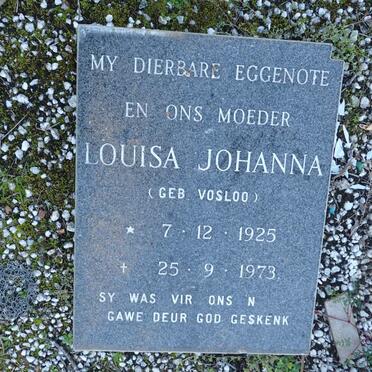 MY DIERBARE EGGENOTE
EN ONS MOEDER
LOUISA JOHANNA
(GEB VOSLOO)
* 7 · 12 · 1925
† 25 · 9 · 1973
SY WAS VIR ONS N
GAWE DEUR GOD GESKENK